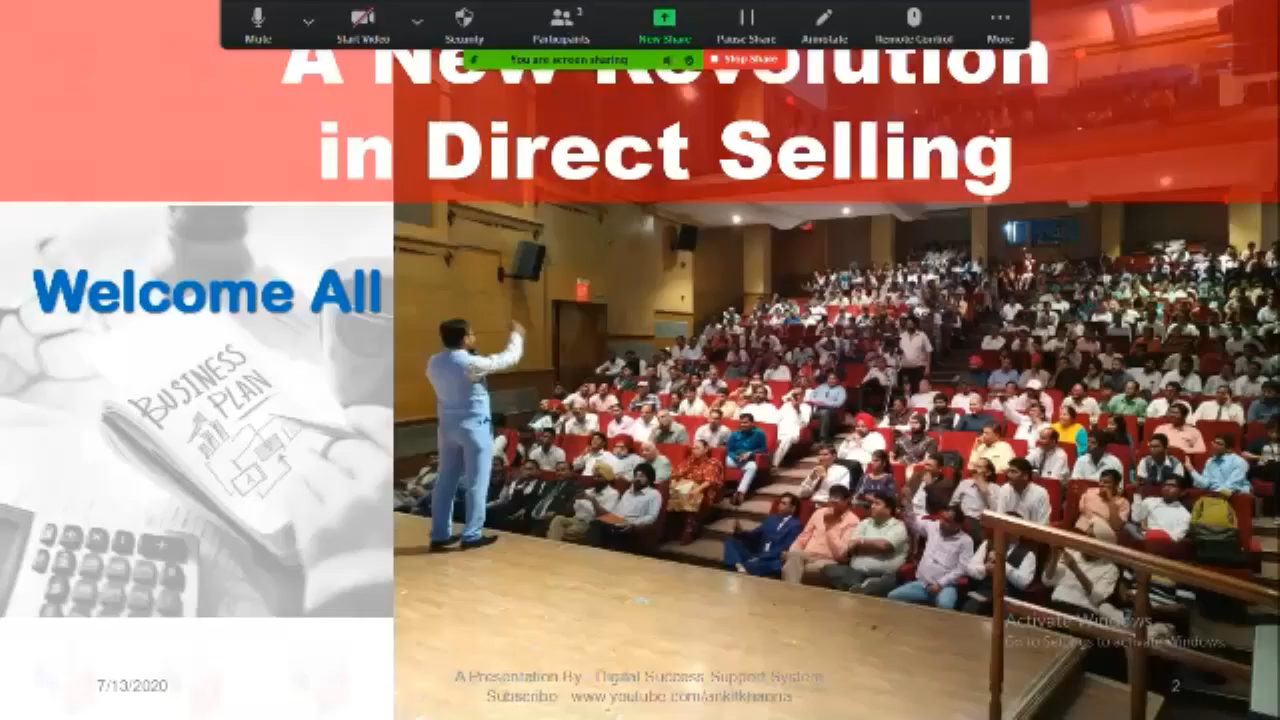 Mute
Start Video
Security
Participants
3
New Share
Pause Share
Annotate
Remote Control
More
You are screen sharing
Stop Share
A New Revolution
in Direct Selling
Welcome All
BUSINESS
PLAN
A
Activate Windows
Go to Settings to activate Windows.
7/13/2020
A Presentation By - Digital Success Support System
Subscribe - www.youtube.com/ankitkhanna
2